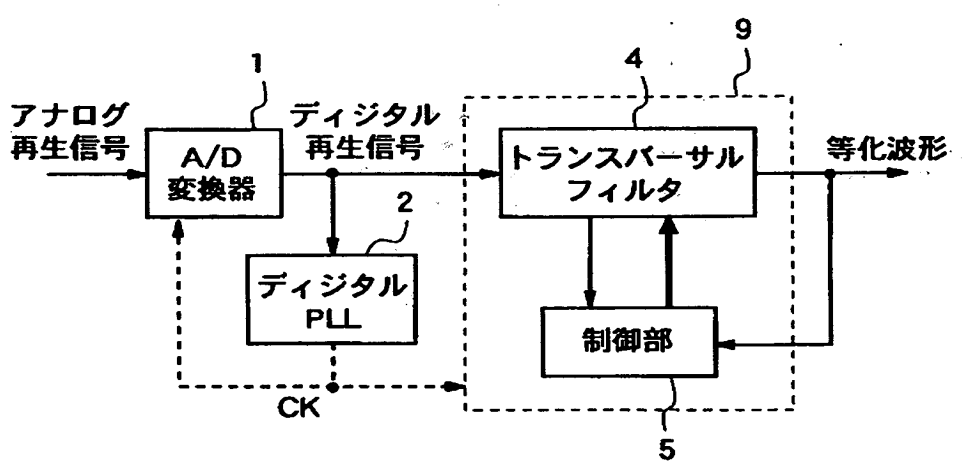 9
4
1
アナログ
再生信号
ディジタル
再生信号
A/D
変換器
トランスバーサル
フィルタ
等化波形
2
ディジタル
PLL
制御部
CK
5